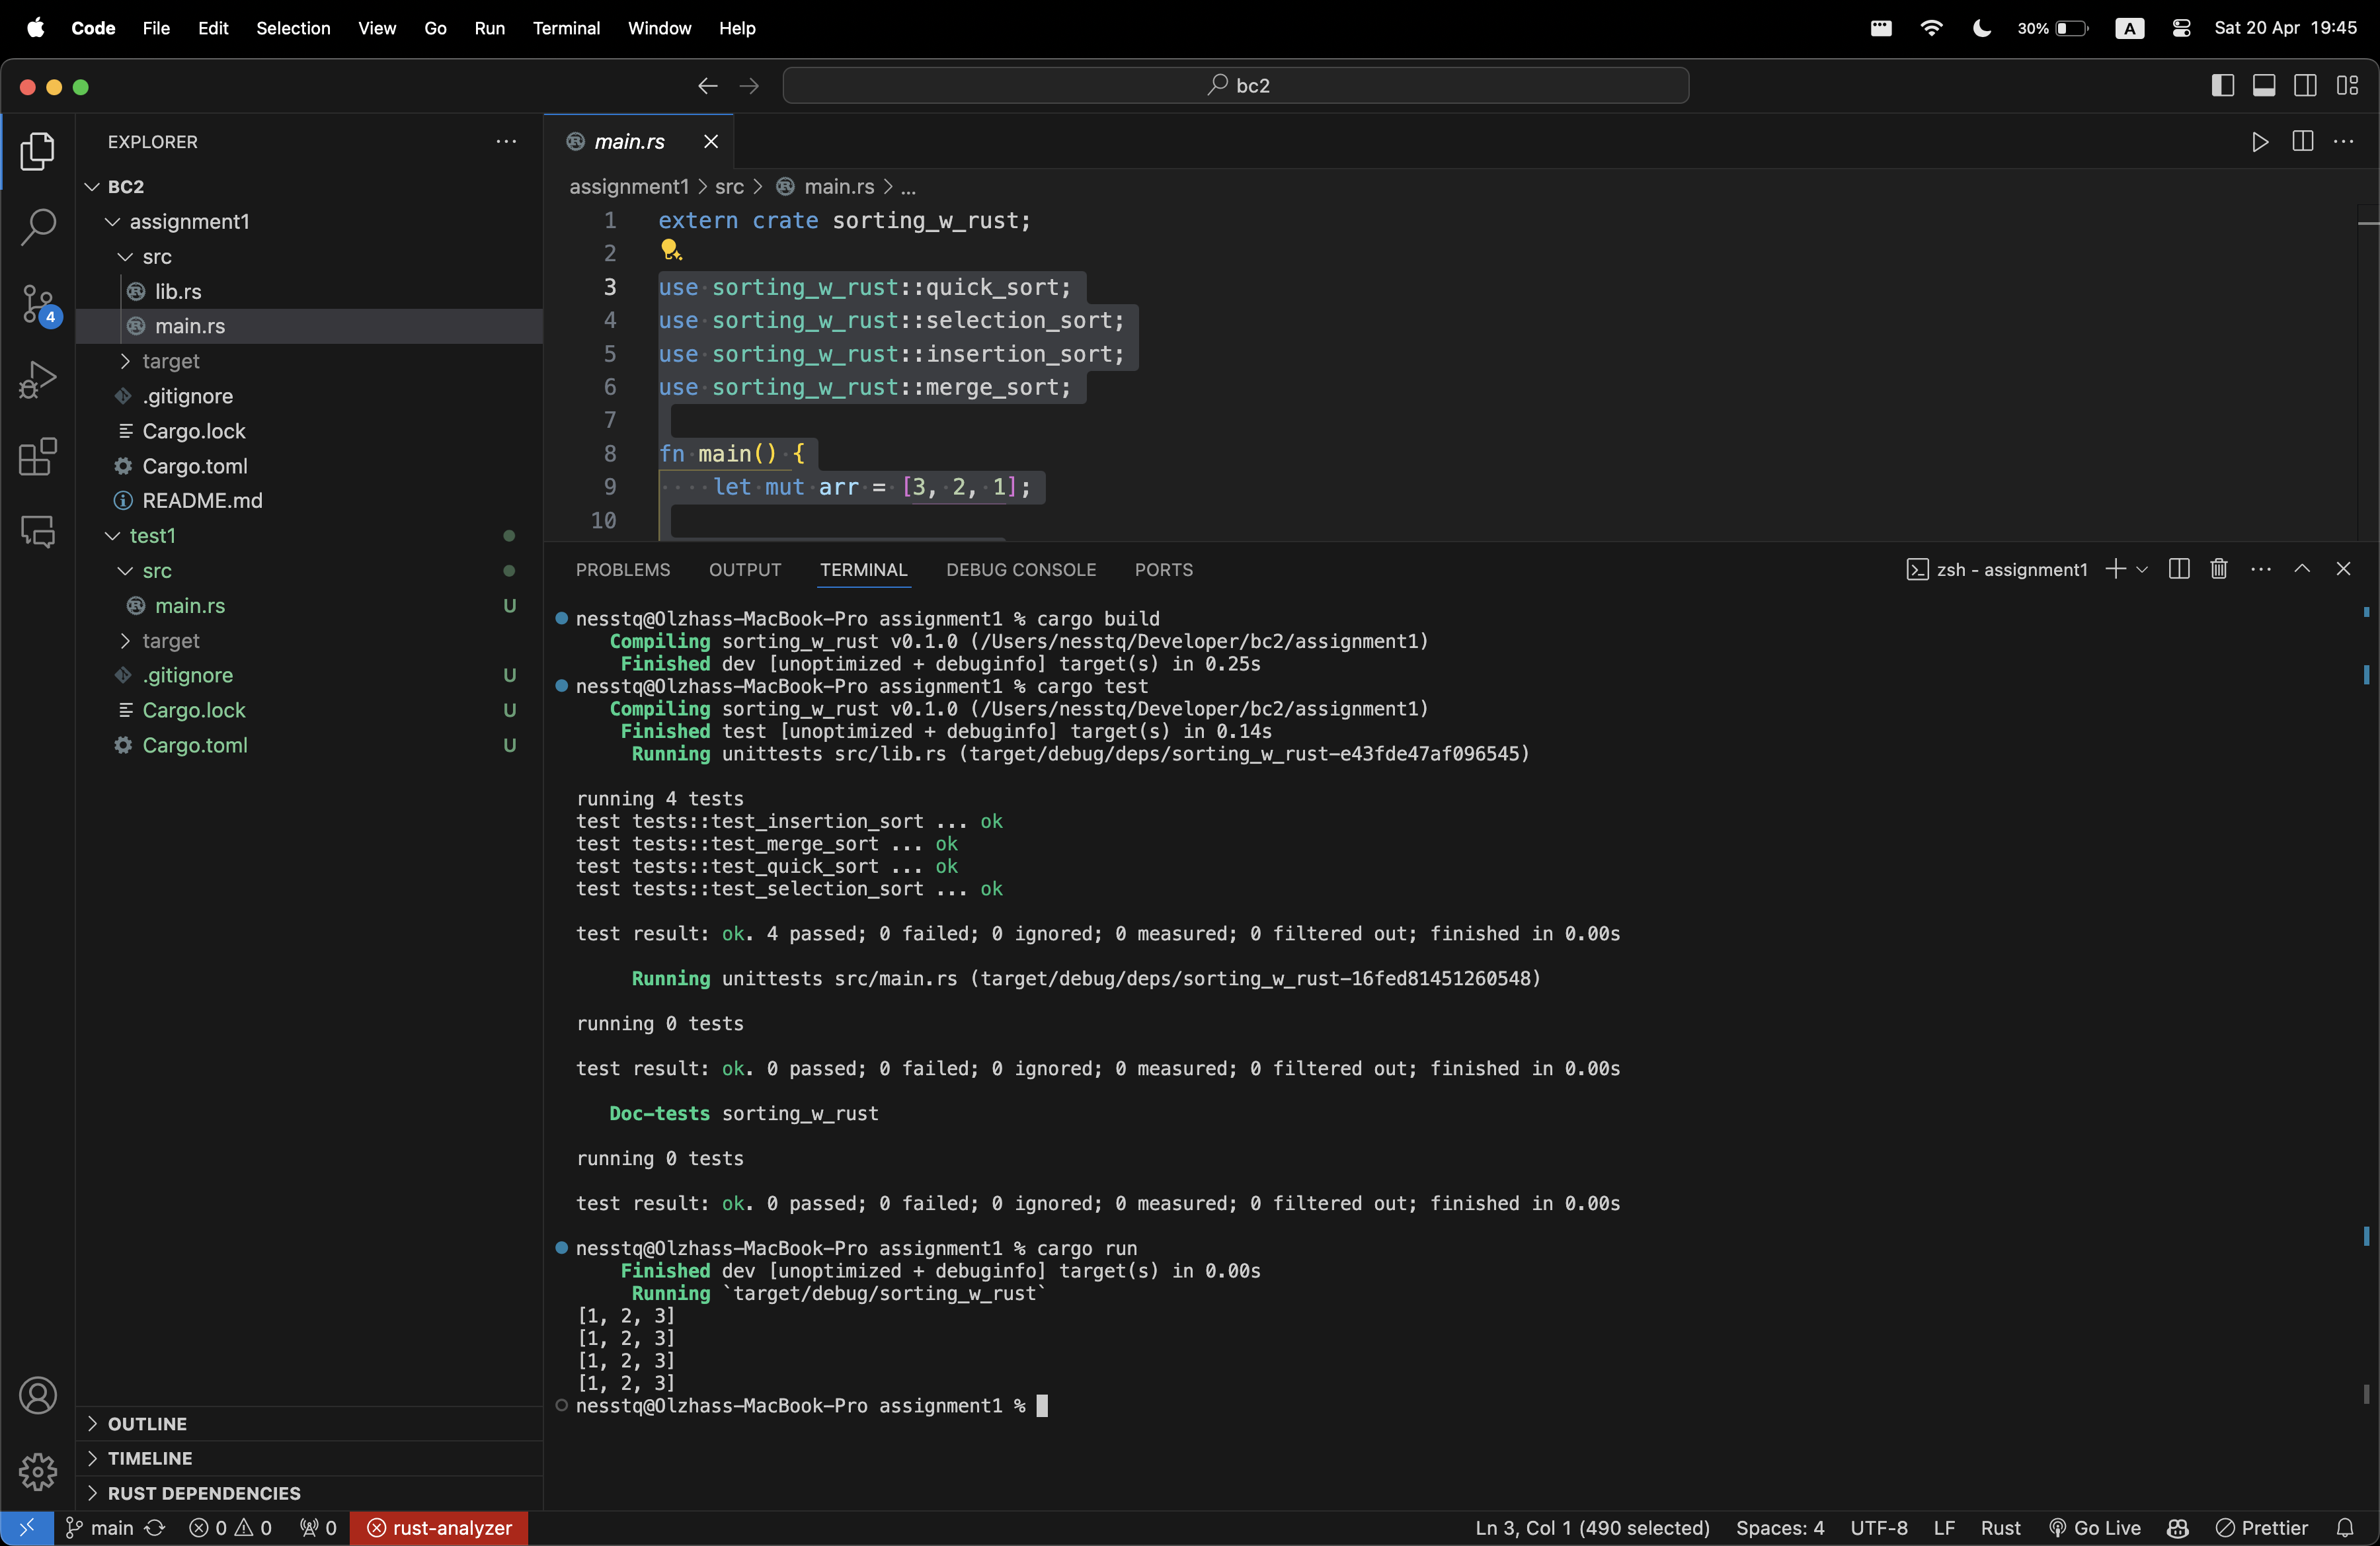 Code File Edit Selection View Go Run Terminal Window Help
30% A Sat 20 Apr 19:45
bc2
EXPLORER
BC2
assignment1
src
lib.rs
main.rs
target
.gitignore
Cargo.lock
Cargo.toml
README.md
test1
src
main.rs U
target
.gitignore U
Cargo.lock U
Cargo.toml U
OUTLINE
TIMELINE
RUST DEPENDENCIES
4
main.rs
assignment1 > src > main.rs > ...
1 extern crate sorting_w_rust;
2
3 use sorting_w_rust::quick_sort;
4 use sorting_w_rust::selection_sort;
5 use sorting_w_rust::insertion_sort;
6 use sorting_w_rust::merge_sort;
7
8 fn main() {
9 let mut arr = [3, 2, 1];
10
PROBLEMS OUTPUT TERMINAL DEBUG CONSOLE PORTS
zsh - assignment1
nesstq@Olzhass-MacBook-Pro assignment1 % cargo build
Compiling sorting_w_rust v0.1.0 (/Users/nesstq/Developer/bc2/assignment1)
Finished dev [unoptimized + debuginfo] target(s) in 0.25s
nesstq@Olzhass-MacBook-Pro assignment1 % cargo test
Compiling sorting_w_rust v0.1.0 (/Users/nesstq/Developer/bc2/assignment1)
Finished test [unoptimized + debuginfo] target(s) in 0.14s
Running unittests src/lib.rs (target/debug/deps/sorting_w_rust-e43fde47af096545)
running 4 tests
test tests::test_insertion_sort ... ok
test tests::test_merge_sort ... ok
test tests::test_quick_sort ... ok
test tests::test_selection_sort ... ok
test result: ok. 4 passed; 0 failed; 0 ignored; 0 measured; 0 filtered out; finished in 0.00s
Running unittests src/main.rs (target/debug/deps/sorting_w_rust-16fed81451260548)
running 0 tests
test result: ok. 0 passed; 0 failed; 0 ignored; 0 measured; 0 filtered out; finished in 0.00s
Doc-tests sorting_w_rust
running 0 tests
test result: ok. 0 passed; 0 failed; 0 ignored; 0 measured; 0 filtered out; finished in 0.00s
nesstq@Olzhass-MacBook-Pro assignment1 % cargo run
Finished dev [unoptimized + debuginfo] target(s) in 0.00s
Running `target/debug/sorting_w_rust`
[1, 2, 3]
[1, 2, 3]
[1, 2, 3]
[1, 2, 3]
nesstq@Olzhass-MacBook-Pro assignment1 %
main 0 0 0 rust-analyzer Ln 3, Col 1 (490 selected) Spaces: 4 UTF-8 LF Rust Go Live Prettier